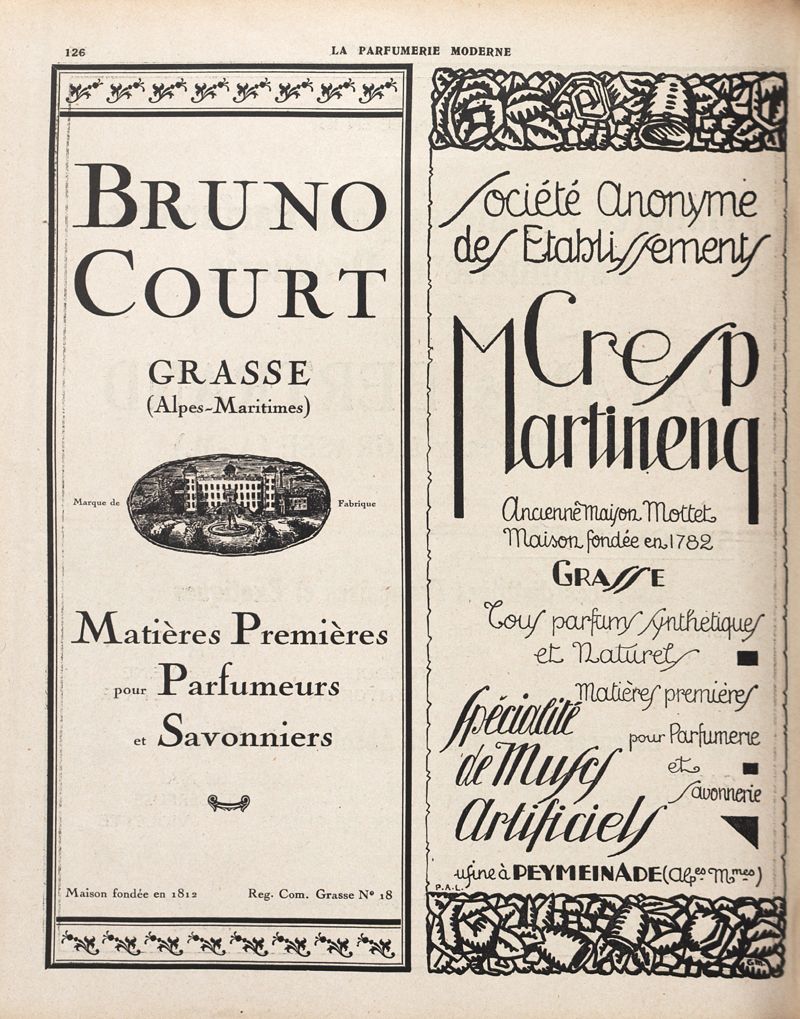 126
LA PARFUMERIE MODERNE
BRUNO
COURT
GRASSE
(Alpes-Maritimes)
Marque de Fabrique
Matières Premières
pour Parfumeurs
et Savonniers
Maison fondée en 1812 Reg. Com. Grasse Nº 18
Société Anonyme
des Etablissements
Cresp
Martinenq
Ancienne Maison Mottet
Maison fondée en 1782
GRASSE
Tous parfums synthétiques
et Naturels
Spécialité
de Muscs
Artificiels
Matières premières
pour Parfumerie
et
Savonnerie
usine à PEYMEINADE (Alpes Mmes)
P.A.L.
G.M.